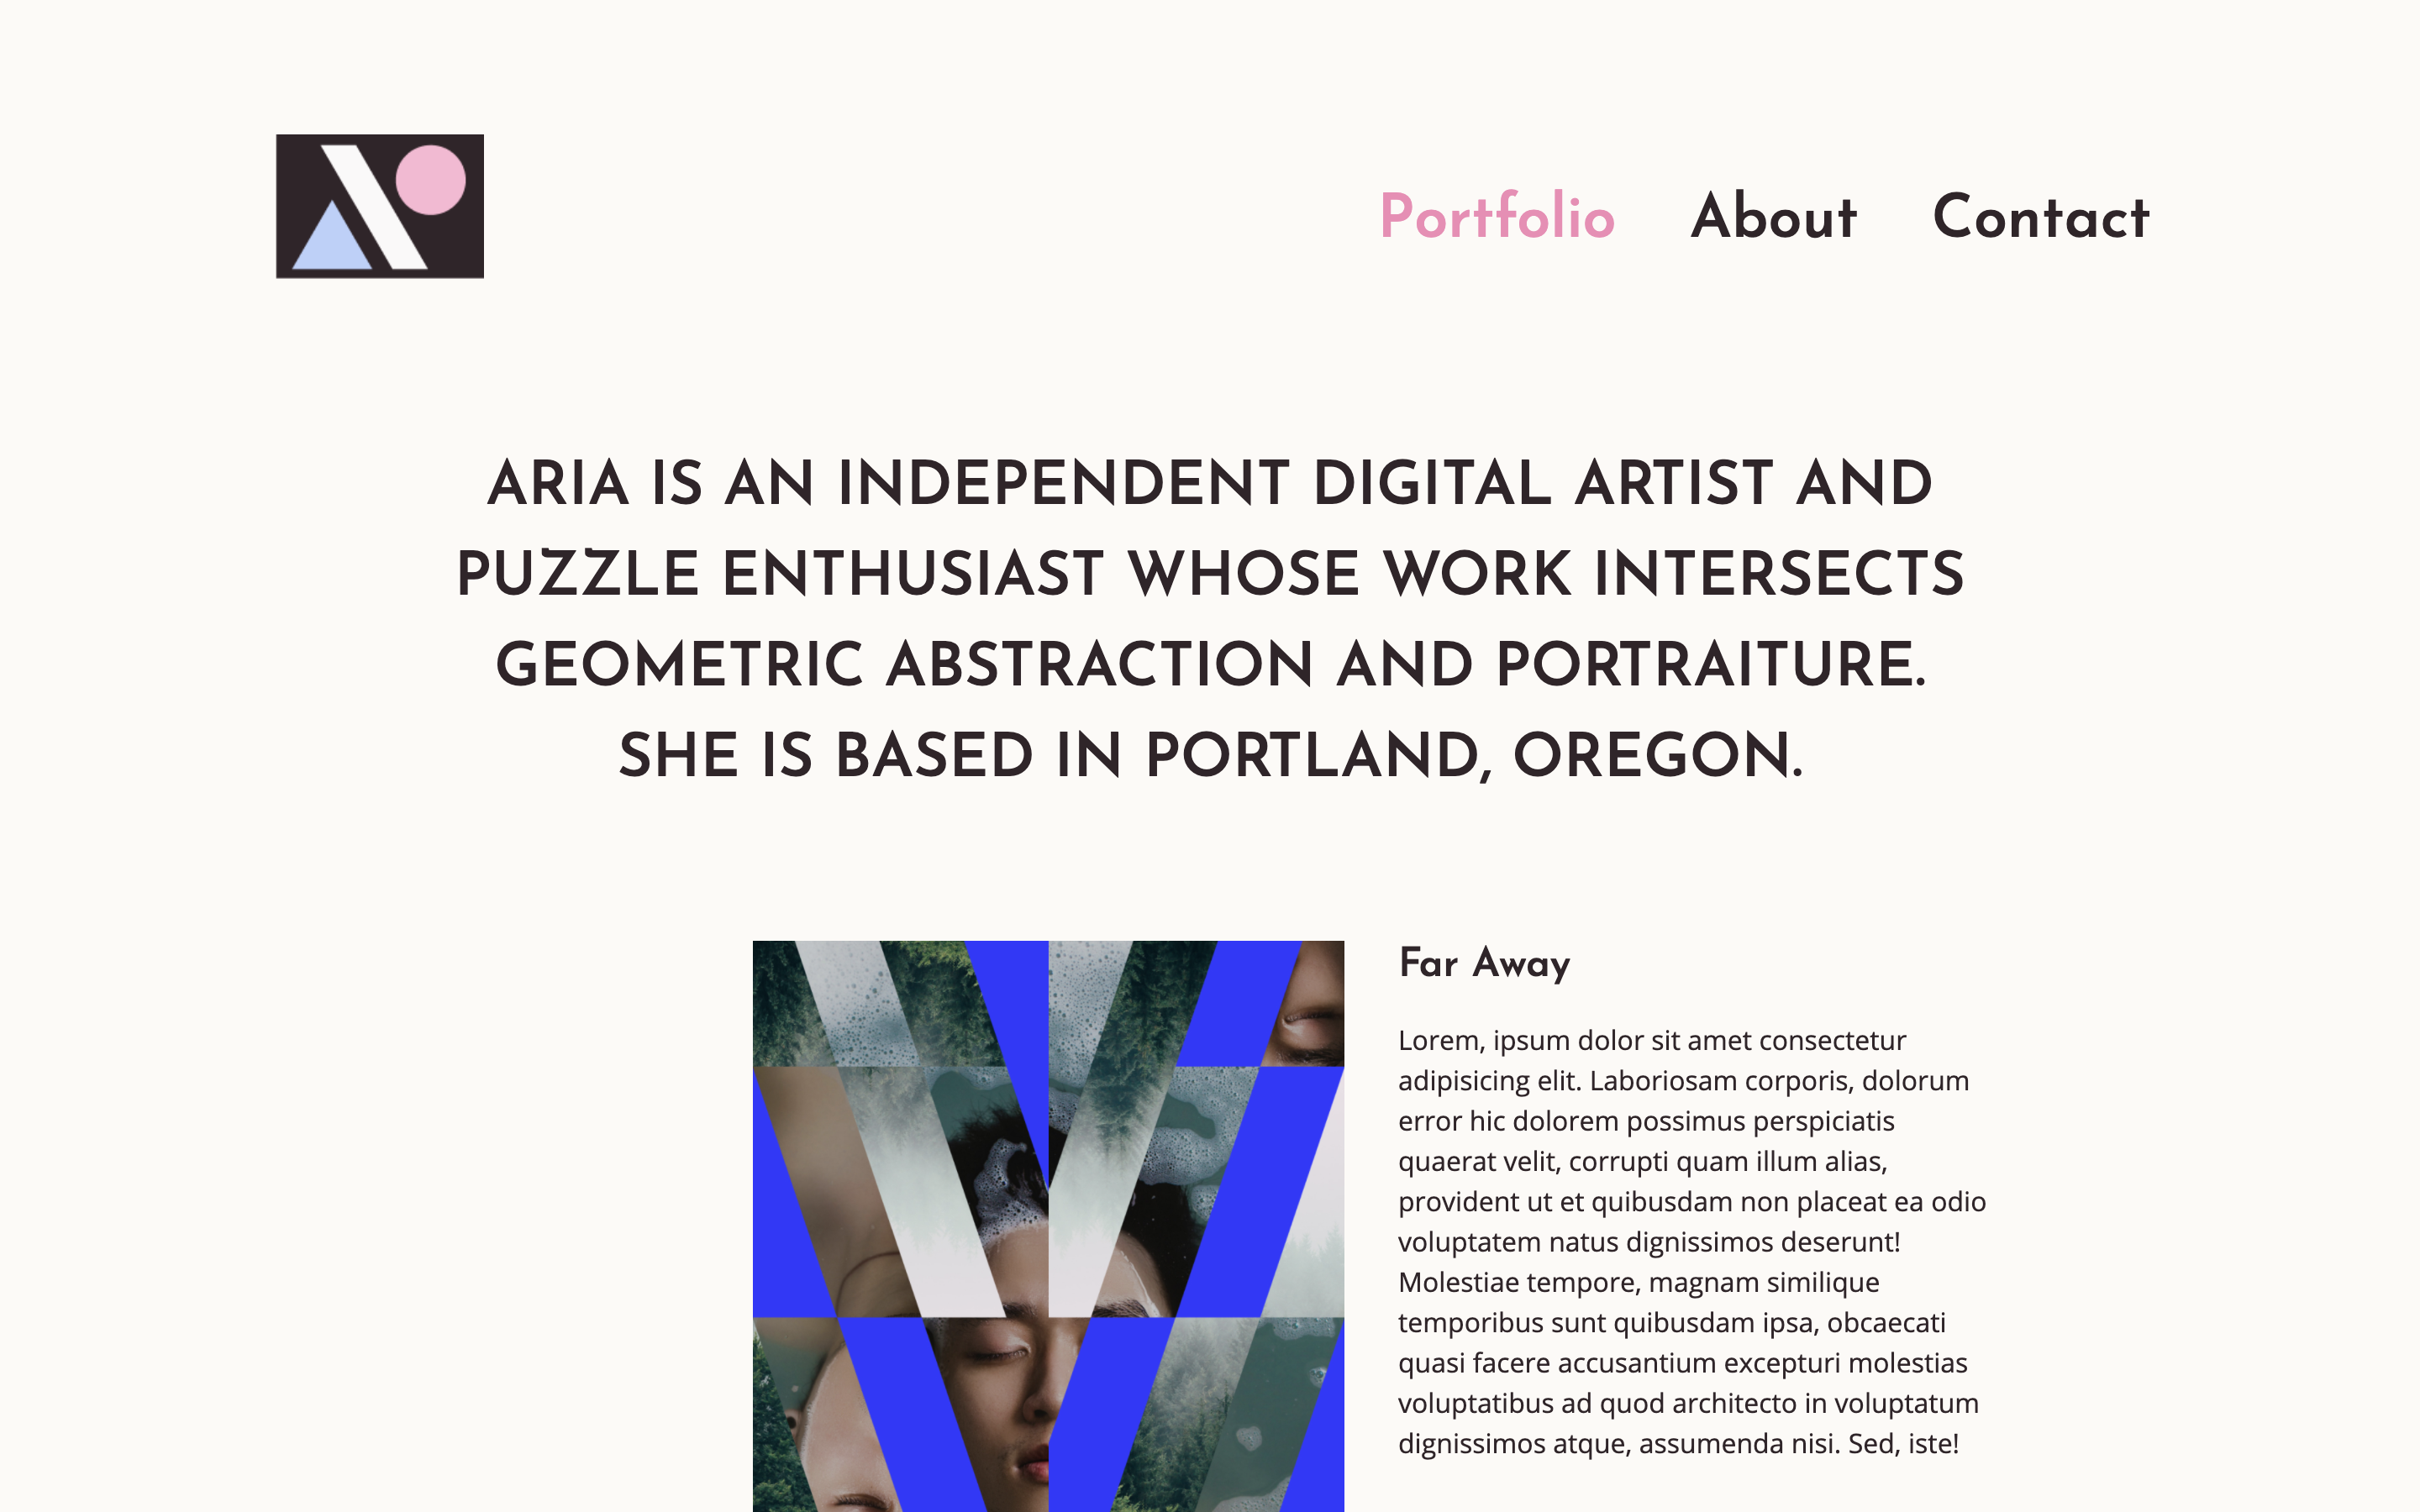 Portfolio About Contact
ARIA IS AN INDEPENDENT DIGITAL ARTIST AND
PUZZLE ENTHUSIAST WHOSE WORK INTERSECTS
GEOMETRIC ABSTRACTION AND PORTRAITURE.
SHE IS BASED IN PORTLAND, OREGON.
Far Away
Lorem, ipsum dolor sit amet consectetur
adipisicing elit. Laboriosam corporis, dolorum
error hic dolorem possimus perspiciatis
quaerat velit, corrupti quam illum alias,
provident ut et quibusdam non placeat ea odio
voluptatem natus dignissimos deserunt!
Molestiae tempore, magnam similique
temporibus sunt quibusdam ipsa, obcaecati
quasi facere accusantium excepturi molestias
voluptatibus ad quod architecto in voluptatum
dignissimos atque, assumenda nisi. Sed, iste!